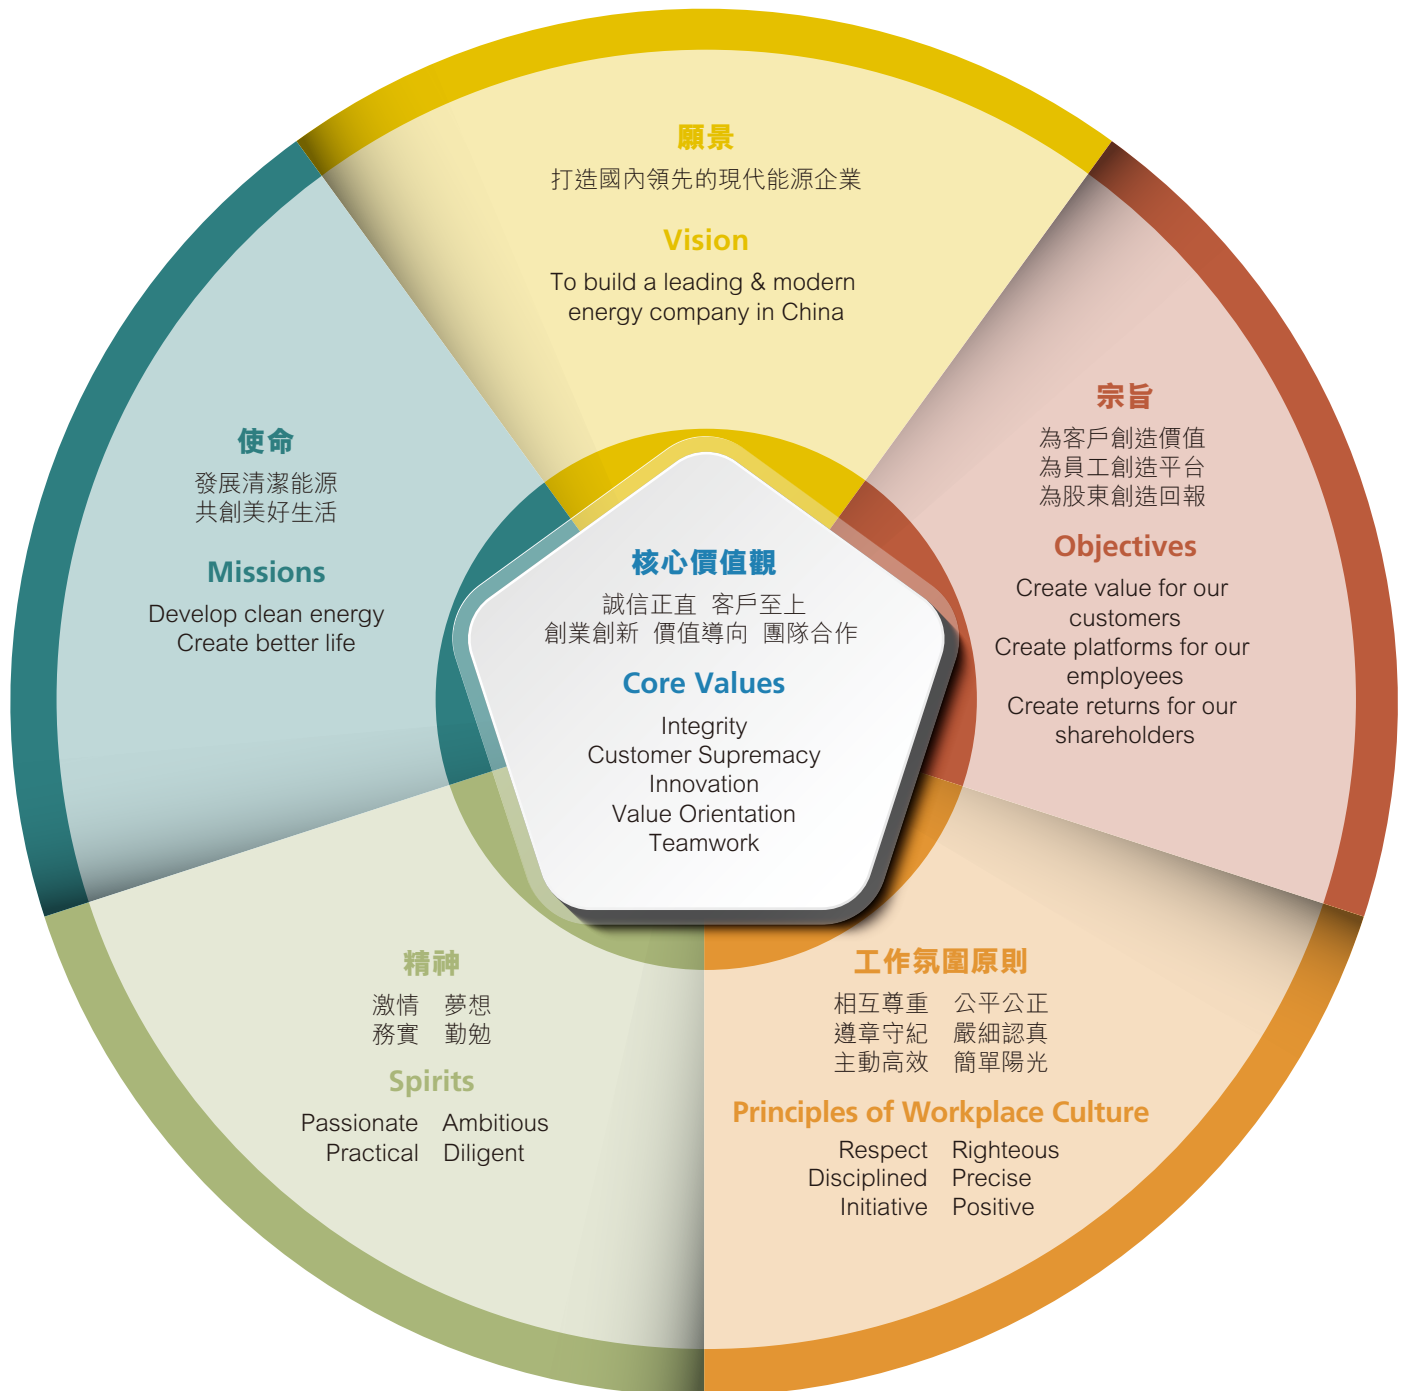 願景
打造國內領先的現代能源企業
Vision
To build a leading & modern
energy company in China
宗旨
為客戶創造價值
為員工創造平台
為股東創造回報
Objectives
Create value for our
customers
Create platforms for our
employees
Create returns for our
shareholders
使命
發展清潔能源
共創美好生活
Missions
Develop clean energy
Create better life
核心價值觀
誠信正直 客戶至上
創業創新 價值導向 團隊合作
Core Values
Integrity
Customer Supremacy
Innovation
Value Orientation
Teamwork
精神
激情 夢想
務實 勤勉
Spirits
Passionate Ambitious
Practical Diligent
工作氛圍原則
相互尊重 公平公正
遵章守紀 嚴細認真
主動高效 簡單陽光
Principles of Workplace Culture
Respect Righteous
Disciplined Precise
Initiative Positive